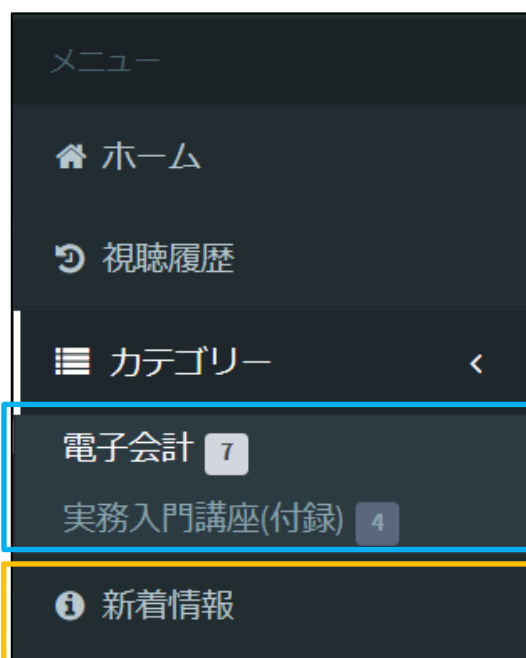 メニュー
ホーム
視聴履歴
カテゴリー
電子会計 7
実務入門講座(付録) 4
新着情報